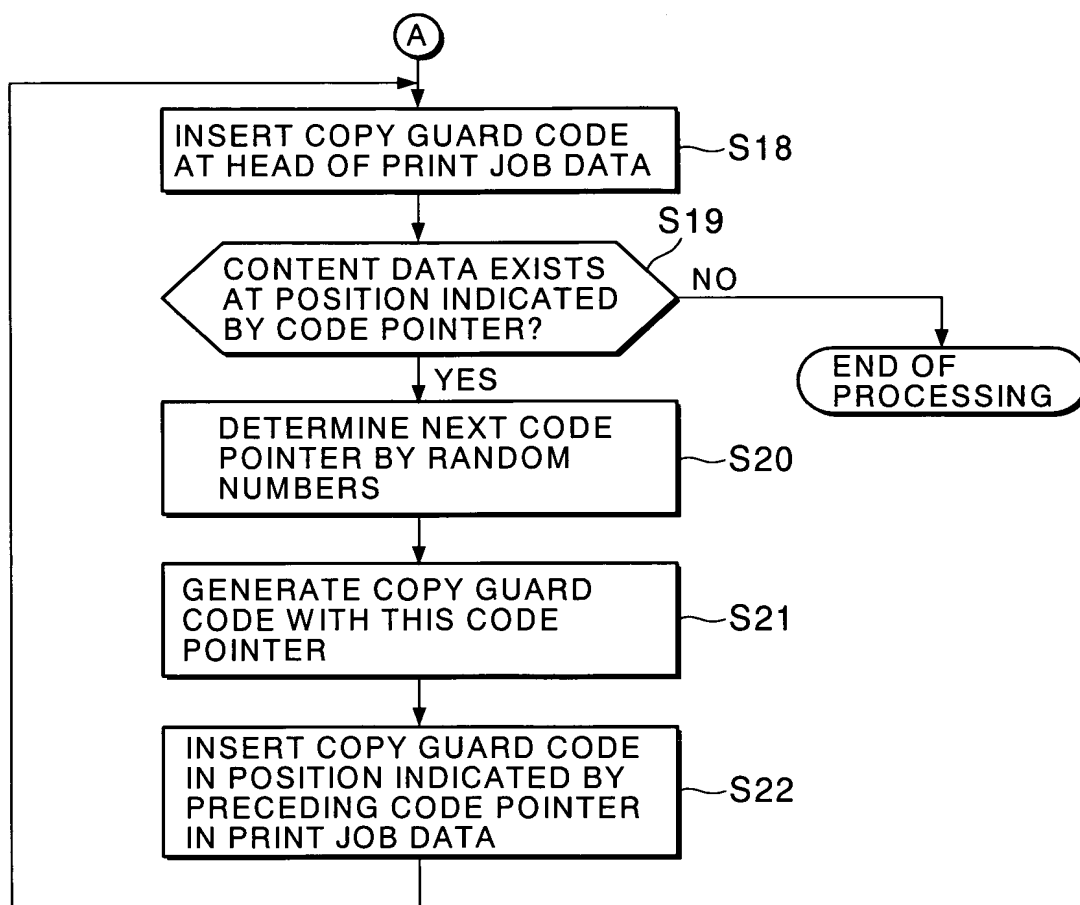 A
INSERT COPY GUARD CODE
AT HEAD OF PRINT JOB DATA
S18
S19
CONTENT DATA EXISTS
AT POSITION INDICATED
BY CODE POINTER?
NO
END OF
PROCESSING
YES
DETERMINE NEXT CODE
POINTER BY RANDOM
NUMBERS
S20
GENERATE COPY GUARD
CODE WITH THIS CODE
POINTER
S21
INSERT COPY GUARD CODE
IN POSITION INDICATED BY
PRECEDING CODE POINTER
IN PRINT JOB DATA
S22